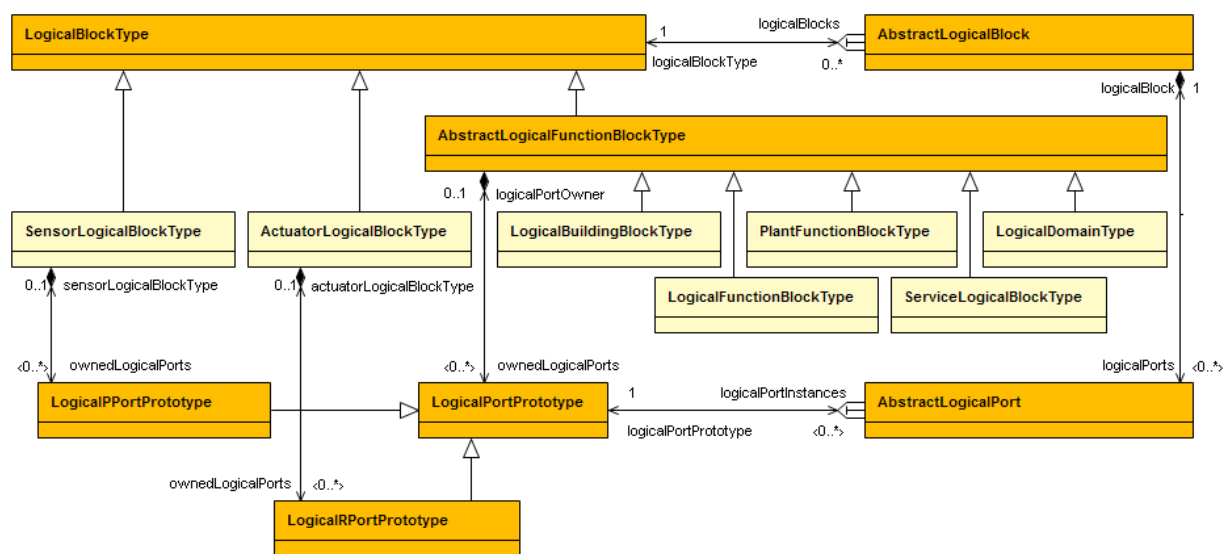 LogicalBlockType
1
logicalBlocks
AbstractLogicalBlock
logicalBlockType
0..*
logicalBlock
1
AbstractLogicalFunctionBlockType
0..1
logicalPortOwner
SensorLogicalBlockType
ActuatorLogicalBlockType
LogicalBuildingBlockType
PlantFunctionBlockType
LogicalDomainType
0..1
sensorLogicalBlockType
0..1
actuatorLogicalBlockType
LogicalFunctionBlockType
ServiceLogicalBlockType
<0..*>
ownedLogicalPorts
<0..*>
ownedLogicalPorts
logicalPorts
<0..*>
LogicalPPortPrototype
LogicalPortPrototype
1
logicalPortInstances
AbstractLogicalPort
logicalPortPrototype
<0..*>
ownedLogicalPorts
<0..*>
LogicalRPortPrototype